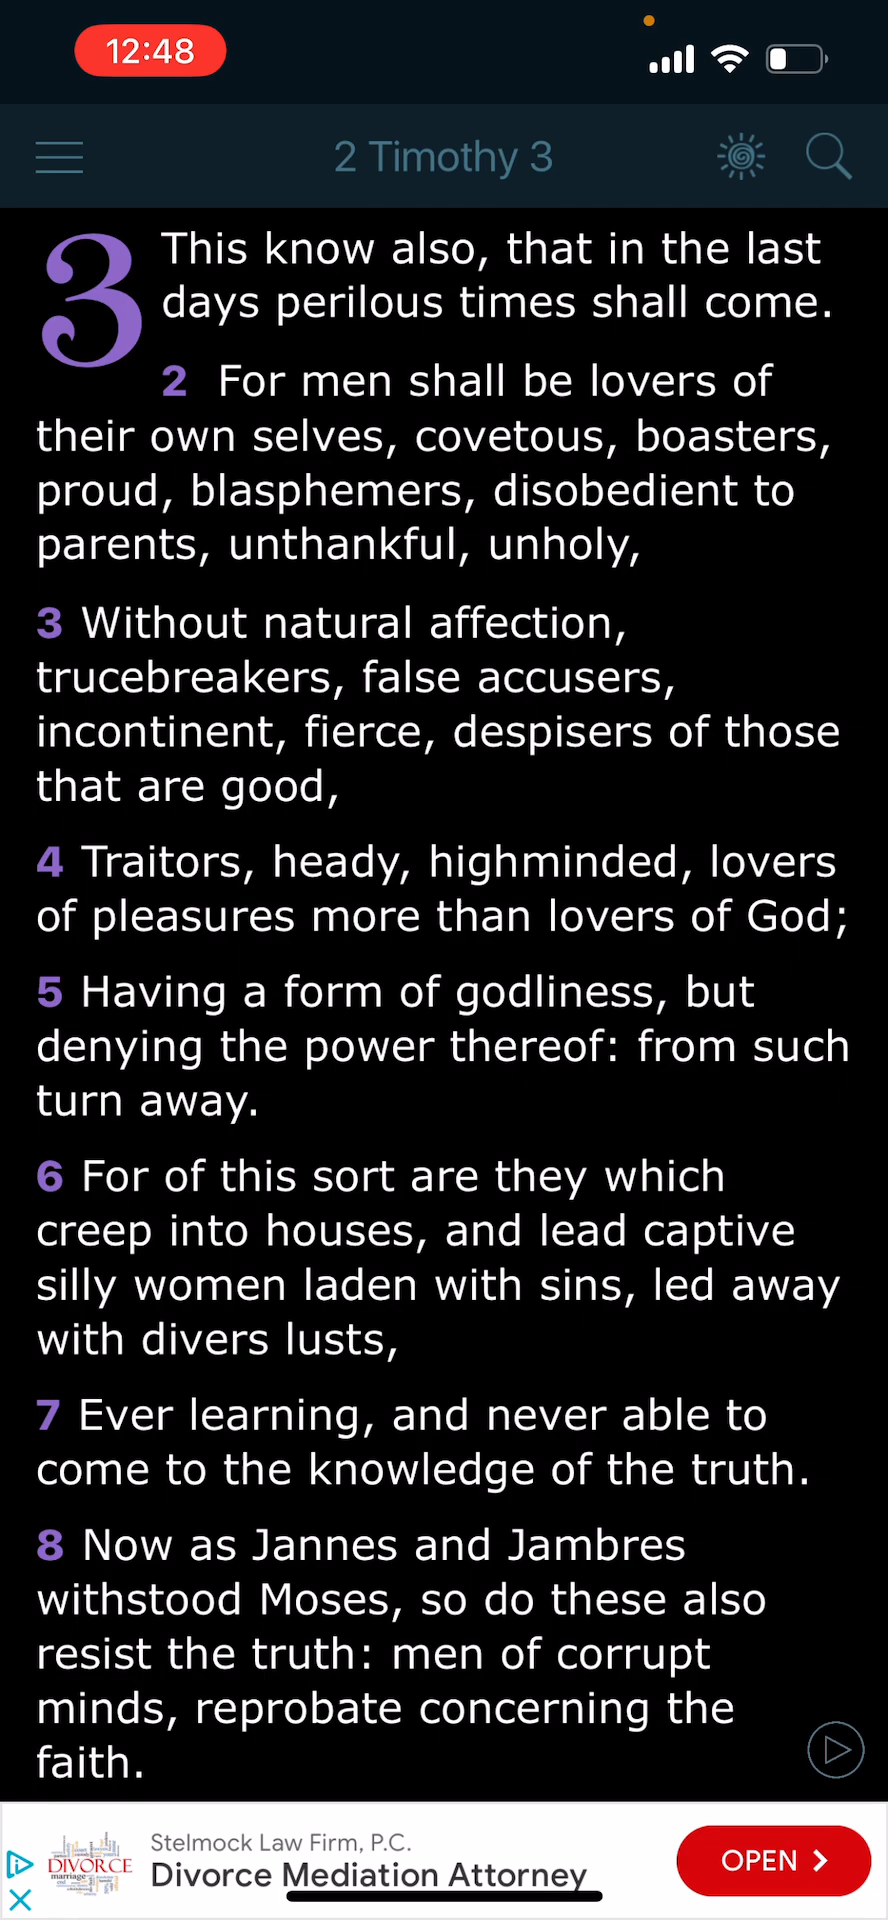 12:48
2 Timothy 3
3 This know also, that in the last
days perilous times shall come.
2 For men shall be lovers of
their own selves, covetous, boasters,
proud, blasphemers, disobedient to
parents, unthankful, unholy,
3 Without natural affection,
trucebreakers, false accusers,
incontinent, fierce, despisers of those
that are good,
4 Traitors, heady, highminded, lovers
of pleasures more than lovers of God;
5 Having a form of godliness, but
denying the power thereof: from such
turn away.
6 For of this sort are they which
creep into houses, and lead captive
silly women laden with sins, led away
with divers lusts,
7 Ever learning, and never able to
come to the knowledge of the truth.
8 Now as Jannes and Jambres
withstood Moses, so do these also
resist the truth: men of corrupt
minds, reprobate concerning the
faith.
DIVORCE
marriage
Stelmock Law Firm, P.C.
Divorce Mediation Attorney
OPEN